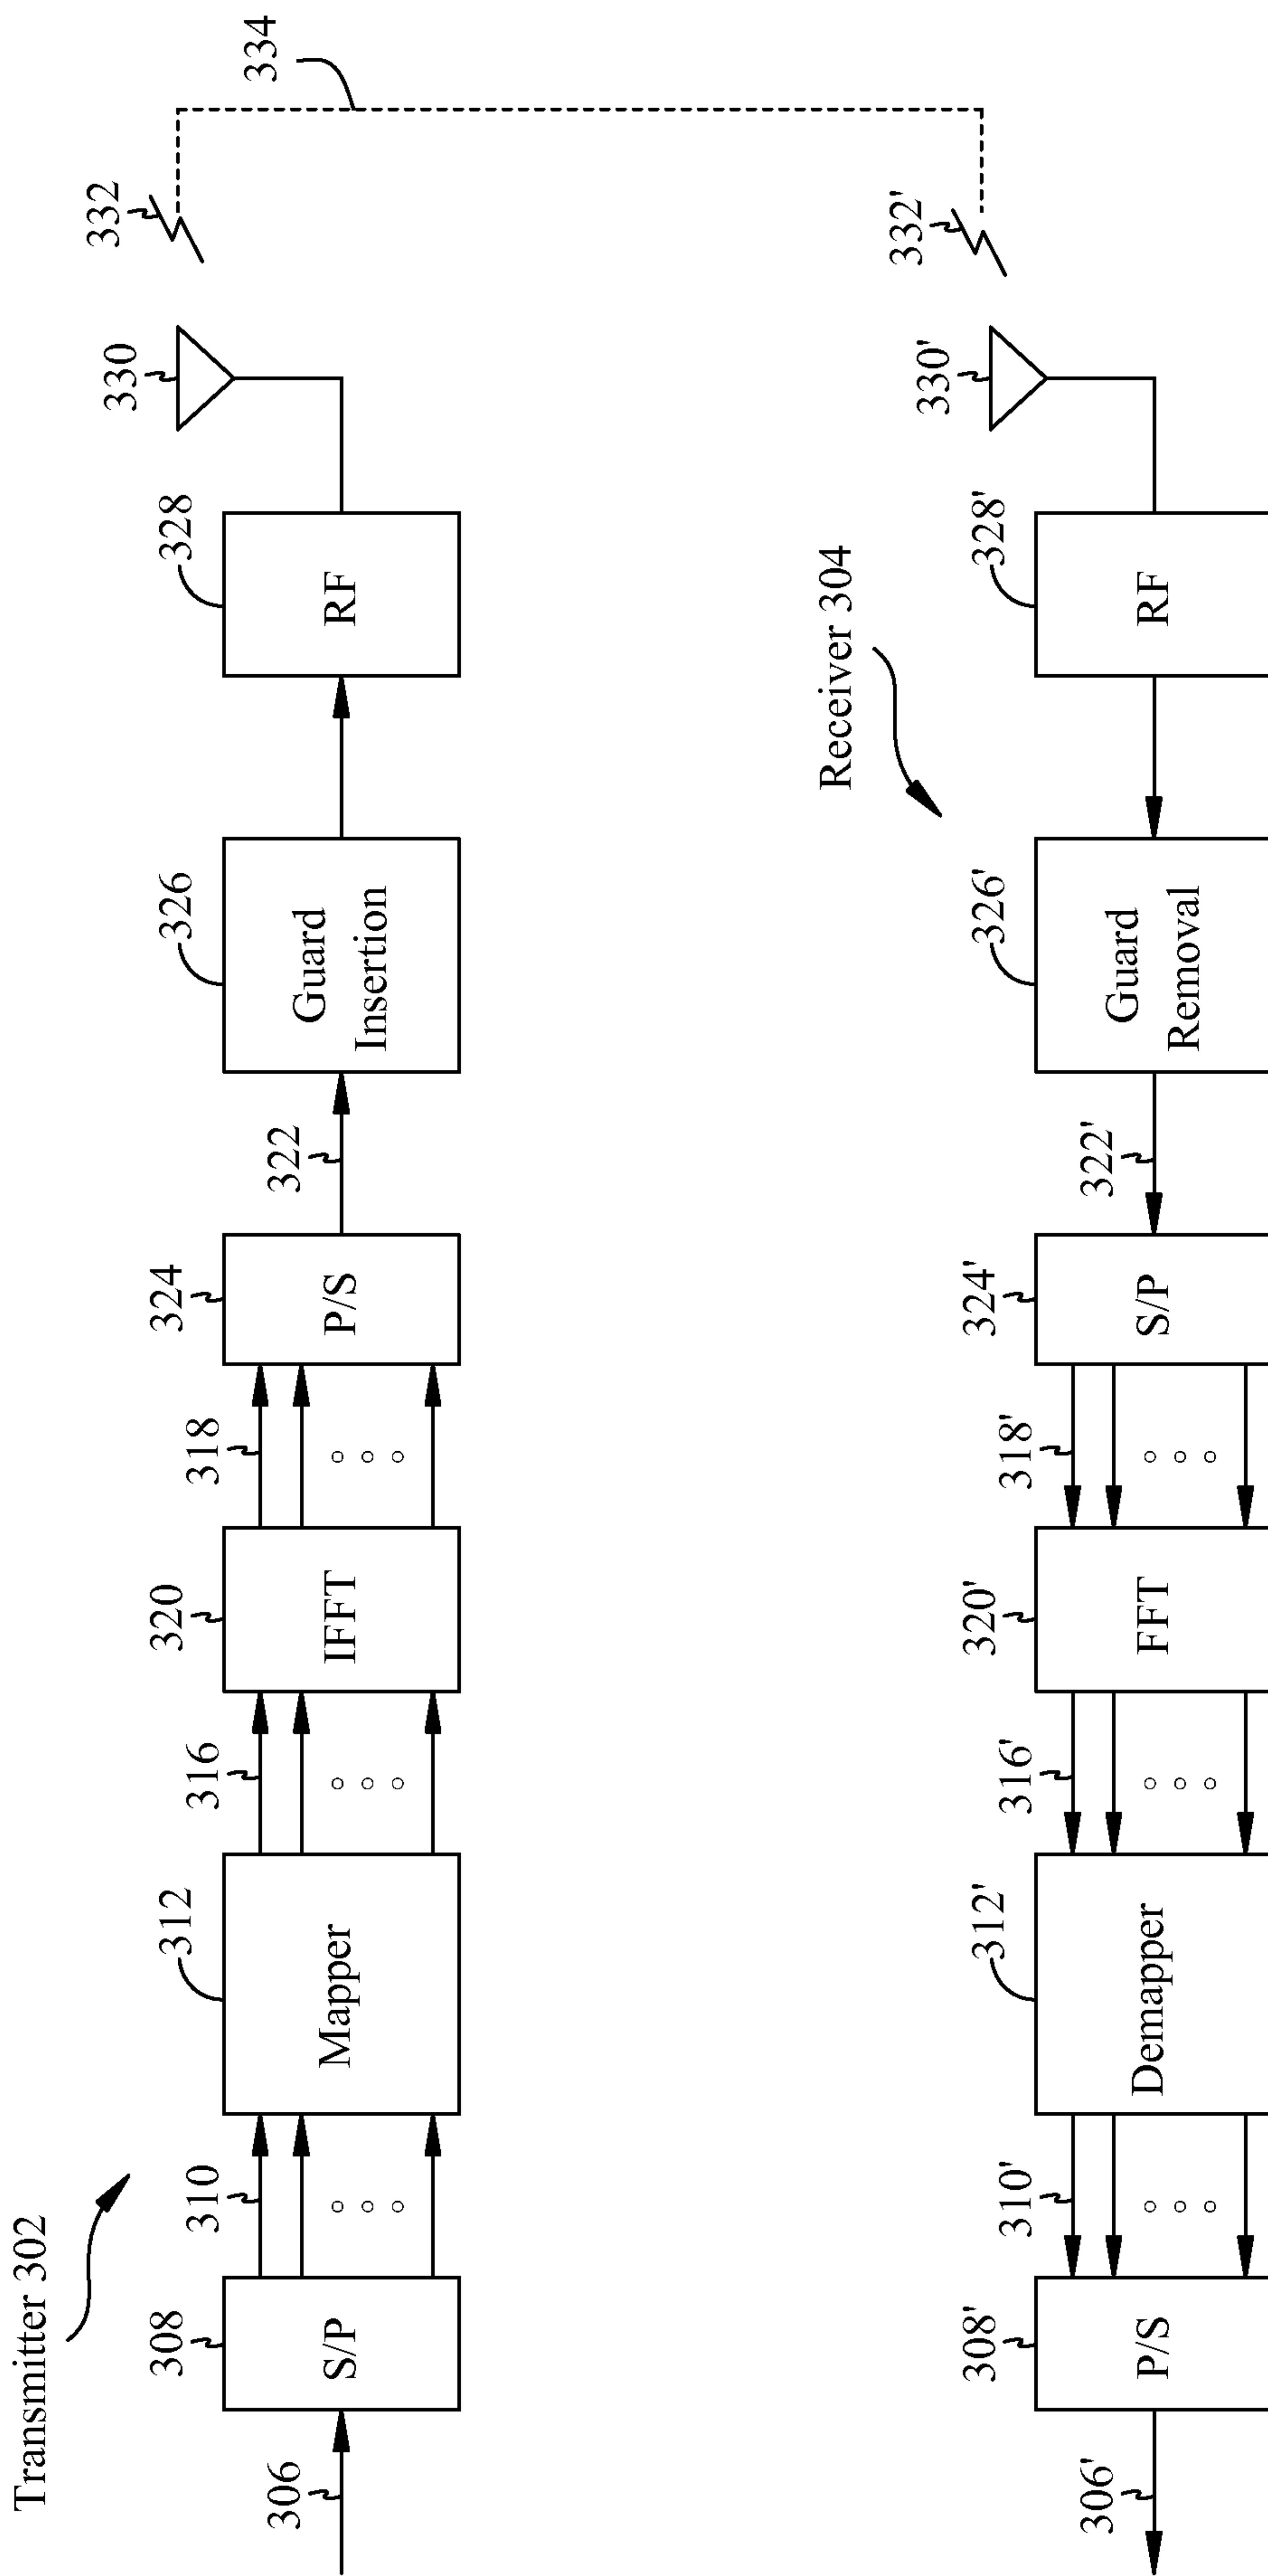 Transmitter 302
306
308
S/P
310
312
Mapper
316
320
IFFT
318
324
P/S
322
326
Guard
Insertion
328
RF
330
332
334
Receiver 304
306'
308'
P/S
310'
312'
Demapper
316'
320'
FFT
318'
324'
S/P
322'
326'
Guard
Removal
328'
RF
330'
332'